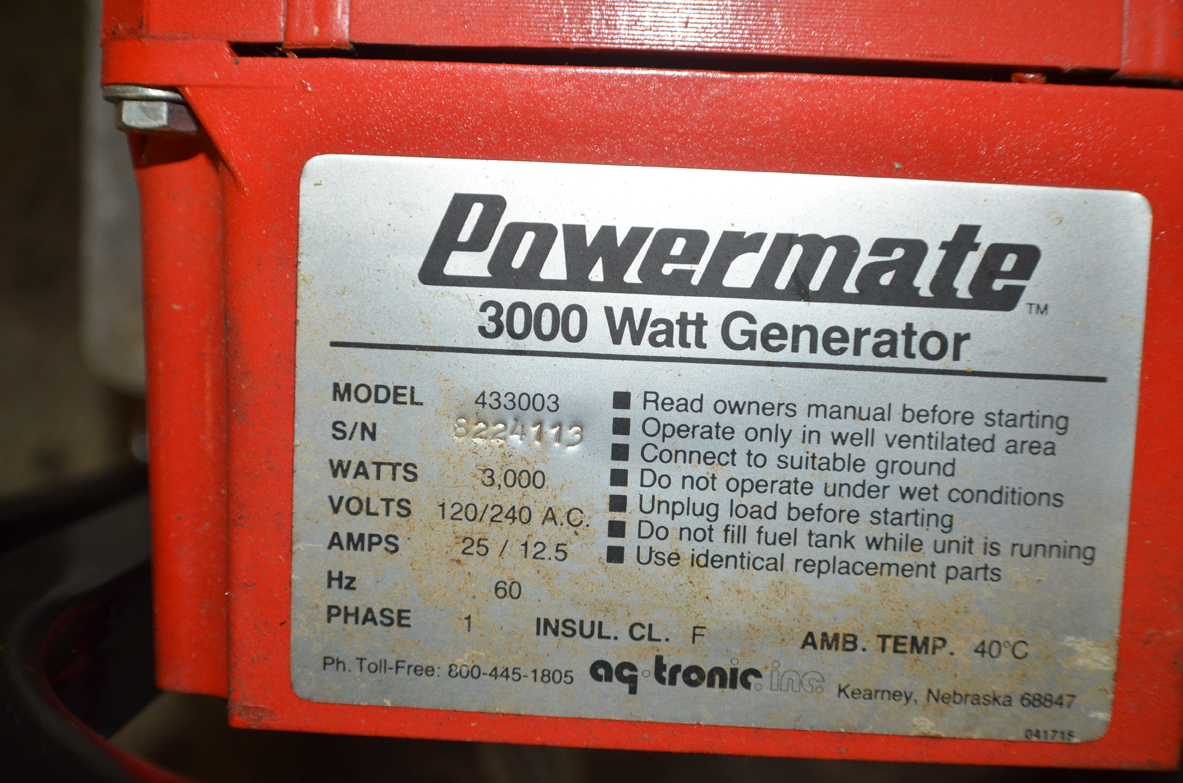 Powermate™
3000 Watt Generator
MODEL 433003
S/N 8224113
WATTS 3,000
VOLTS 120/240 A.C.
AMPS 25 / 12.5
Hz 60
PHASE 1 INSUL. CL. F AMB. TEMP. 40°C
■ Read owners manual before starting
■ Operate only in well ventilated area
■ Connect to suitable ground
■ Do not operate under wet conditions
■ Unplug load before starting
■ Do not fill fuel tank while unit is running
■ Use identical replacement parts
Ph. Toll-Free: 800-445-1805 ag·tronic, inc. Kearney, Nebraska 68847
041715